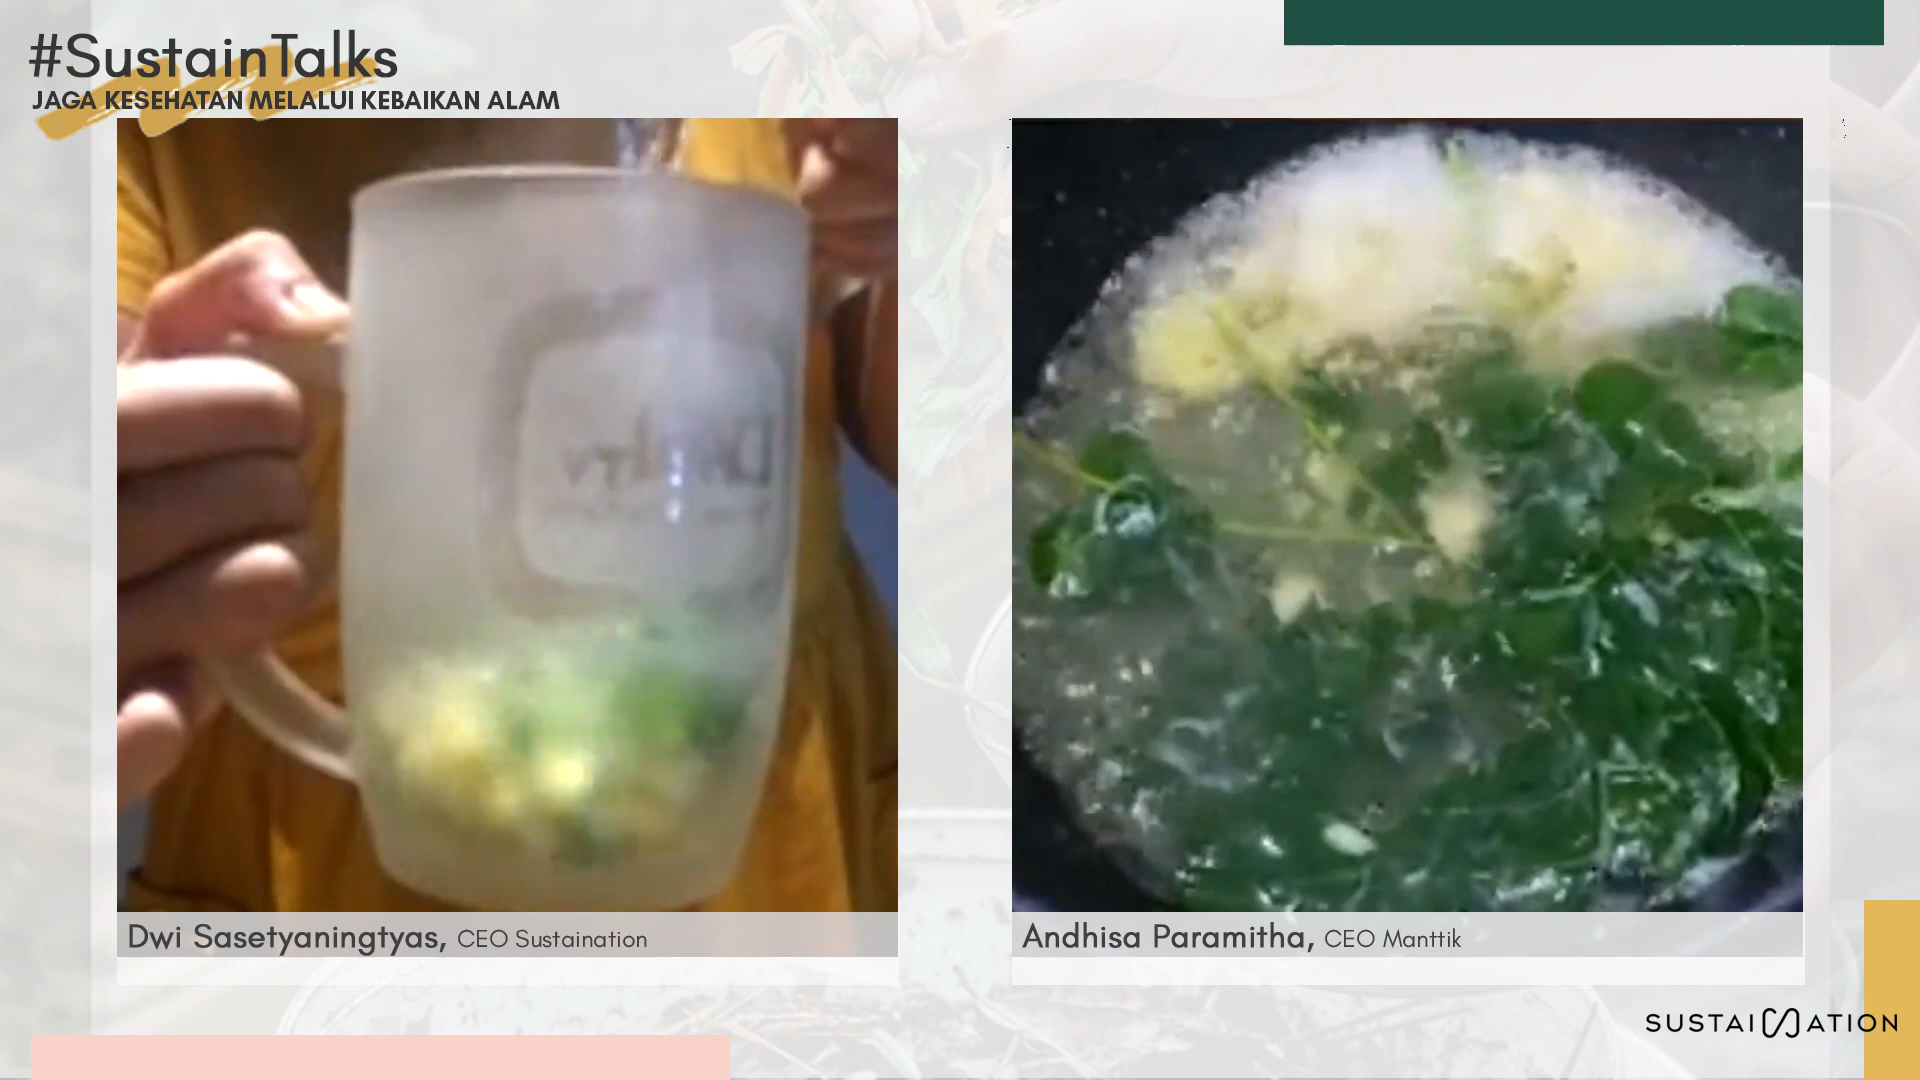 #SustainTalks
JAGA KESEHATAN MELALUI KEBAIKAN ALAM
Dwi Sasetyaningtyas, CEO Sustaination
Andhisa Paramitha, CEO Manttik
SUSTAINATION